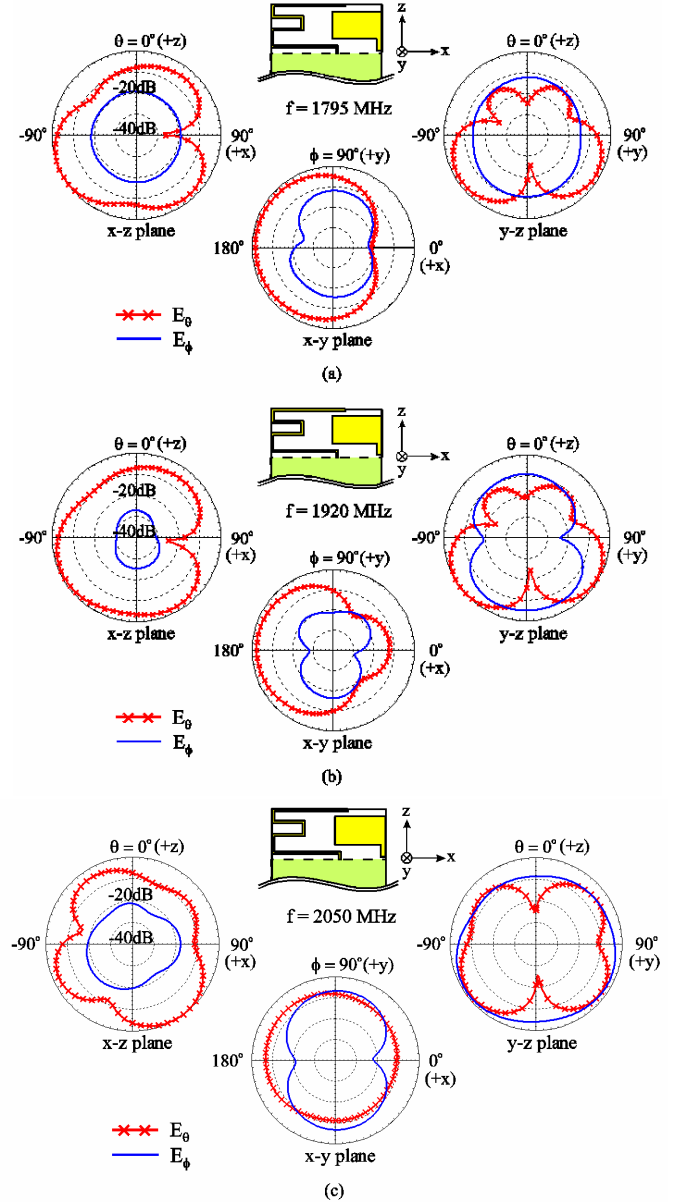 z
x
y
f = 1795 MHz
θ = 0° (+z)
-20dB
-40dB
-90°
90°
(+x)
x-z plane
θ = 0° (+z)
-90°
90°
(+y)
y-z plane
ϕ = 90° (+y)
180°
0°
(+x)
x-y plane
Eθ
Eϕ
(a)
z
x
y
f = 1920 MHz
θ = 0° (+z)
-20dB
-40dB
-90°
90°
(+x)
x-z plane
θ = 0° (+z)
-90°
90°
(+y)
y-z plane
ϕ = 90° (+y)
180°
0°
(+x)
x-y plane
Eθ
Eϕ
(b)
z
x
y
f = 2050 MHz
θ = 0° (+z)
-20dB
-40dB
-90°
90°
(+x)
x-z plane
θ = 0° (+z)
-90°
90°
(+y)
y-z plane
ϕ = 90° (+y)
180°
0°
(+x)
x-y plane
Eθ
Eϕ
(c)